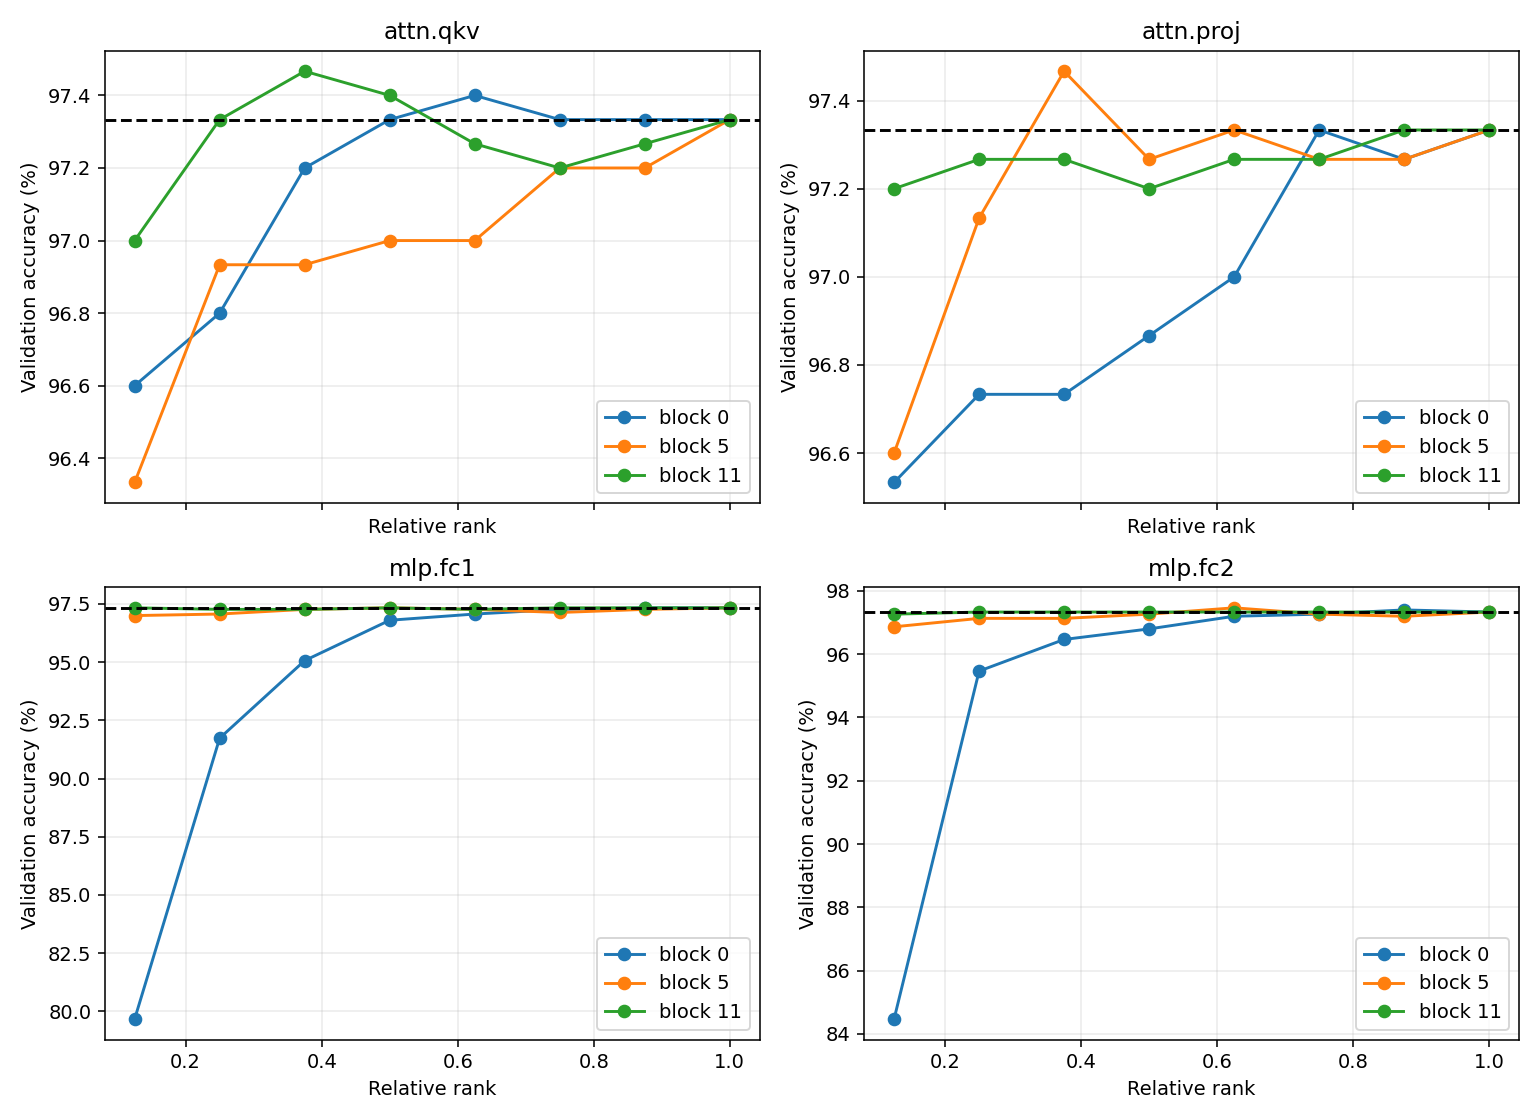 attn.qkv
97.4
97.2
97.0
96.8
96.6
96.4
Validation accuracy (%)
block 0
block 5
block 11
Relative rank
attn.proj
97.4
97.2
97.0
96.8
96.6
Validation accuracy (%)
block 0
block 5
block 11
Relative rank
mlp.fc1
97.5
95.0
92.5
90.0
87.5
85.0
82.5
80.0
Validation accuracy (%)
block 0
block 5
block 11
0.2 0.4 0.6 0.8 1.0
Relative rank
mlp.fc2
98
96
94
92
90
88
86
84
Validation accuracy (%)
block 0
block 5
block 11
0.2 0.4 0.6 0.8 1.0
Relative rank